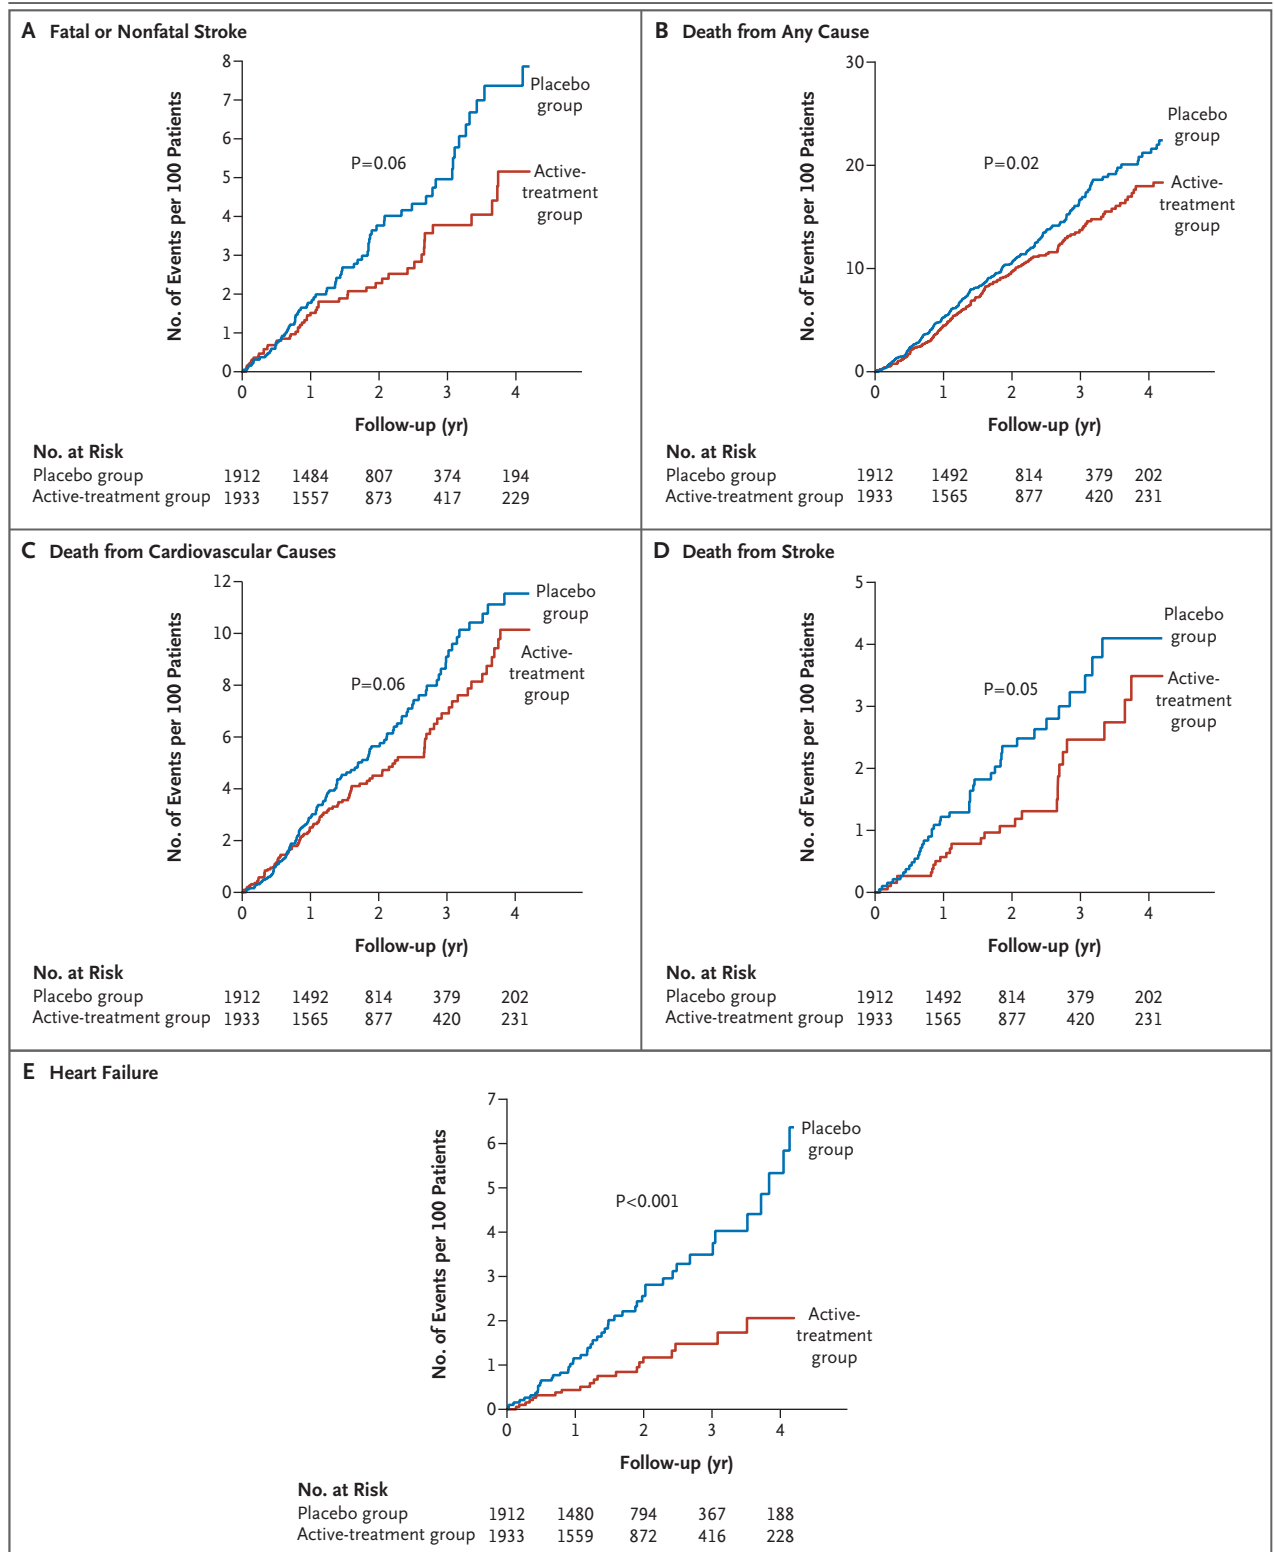 A Fatal or Nonfatal Stroke
No. of Events per 100 Patients
8
7
6
5
4
3
2
1
0
P=0.06
Placebo
group
Active-
treatment
group
0 1 2 3 4
Follow-up (yr)
No. at Risk
Placebo group 1912 1484 807 374 194
Active-treatment group 1933 1557 873 417 229
B Death from Any Cause
No. of Events per 100 Patients
30
20
10
0
P=0.02
Placebo
group
Active-
treatment
group
0 1 2 3 4
Follow-up (yr)
No. at Risk
Placebo group 1912 1492 814 379 202
Active-treatment group 1933 1565 877 420 231
C Death from Cardiovascular Causes
No. of Events per 100 Patients
12
10
8
6
4
2
0
P=0.06
Placebo
group
Active-
treatment
group
0 1 2 3 4
Follow-up (yr)
No. at Risk
Placebo group 1912 1492 814 379 202
Active-treatment group 1933 1565 877 420 231
D Death from Stroke
No. of Events per 100 Patients
5
4
3
2
1
0
P=0.05
Placebo
group
Active-
treatment
group
0 1 2 3 4
Follow-up (yr)
No. at Risk
Placebo group 1912 1492 814 379 202
Active-treatment group 1933 1565 877 420 231
E Heart Failure
No. of Events per 100 Patients
7
6
5
4
3
2
1
0
P<0.001
Placebo
group
Active-
treatment
group
0 1 2 3 4
Follow-up (yr)
No. at Risk
Placebo group 1912 1480 794 367 188
Active-treatment group 1933 1559 872 416 228